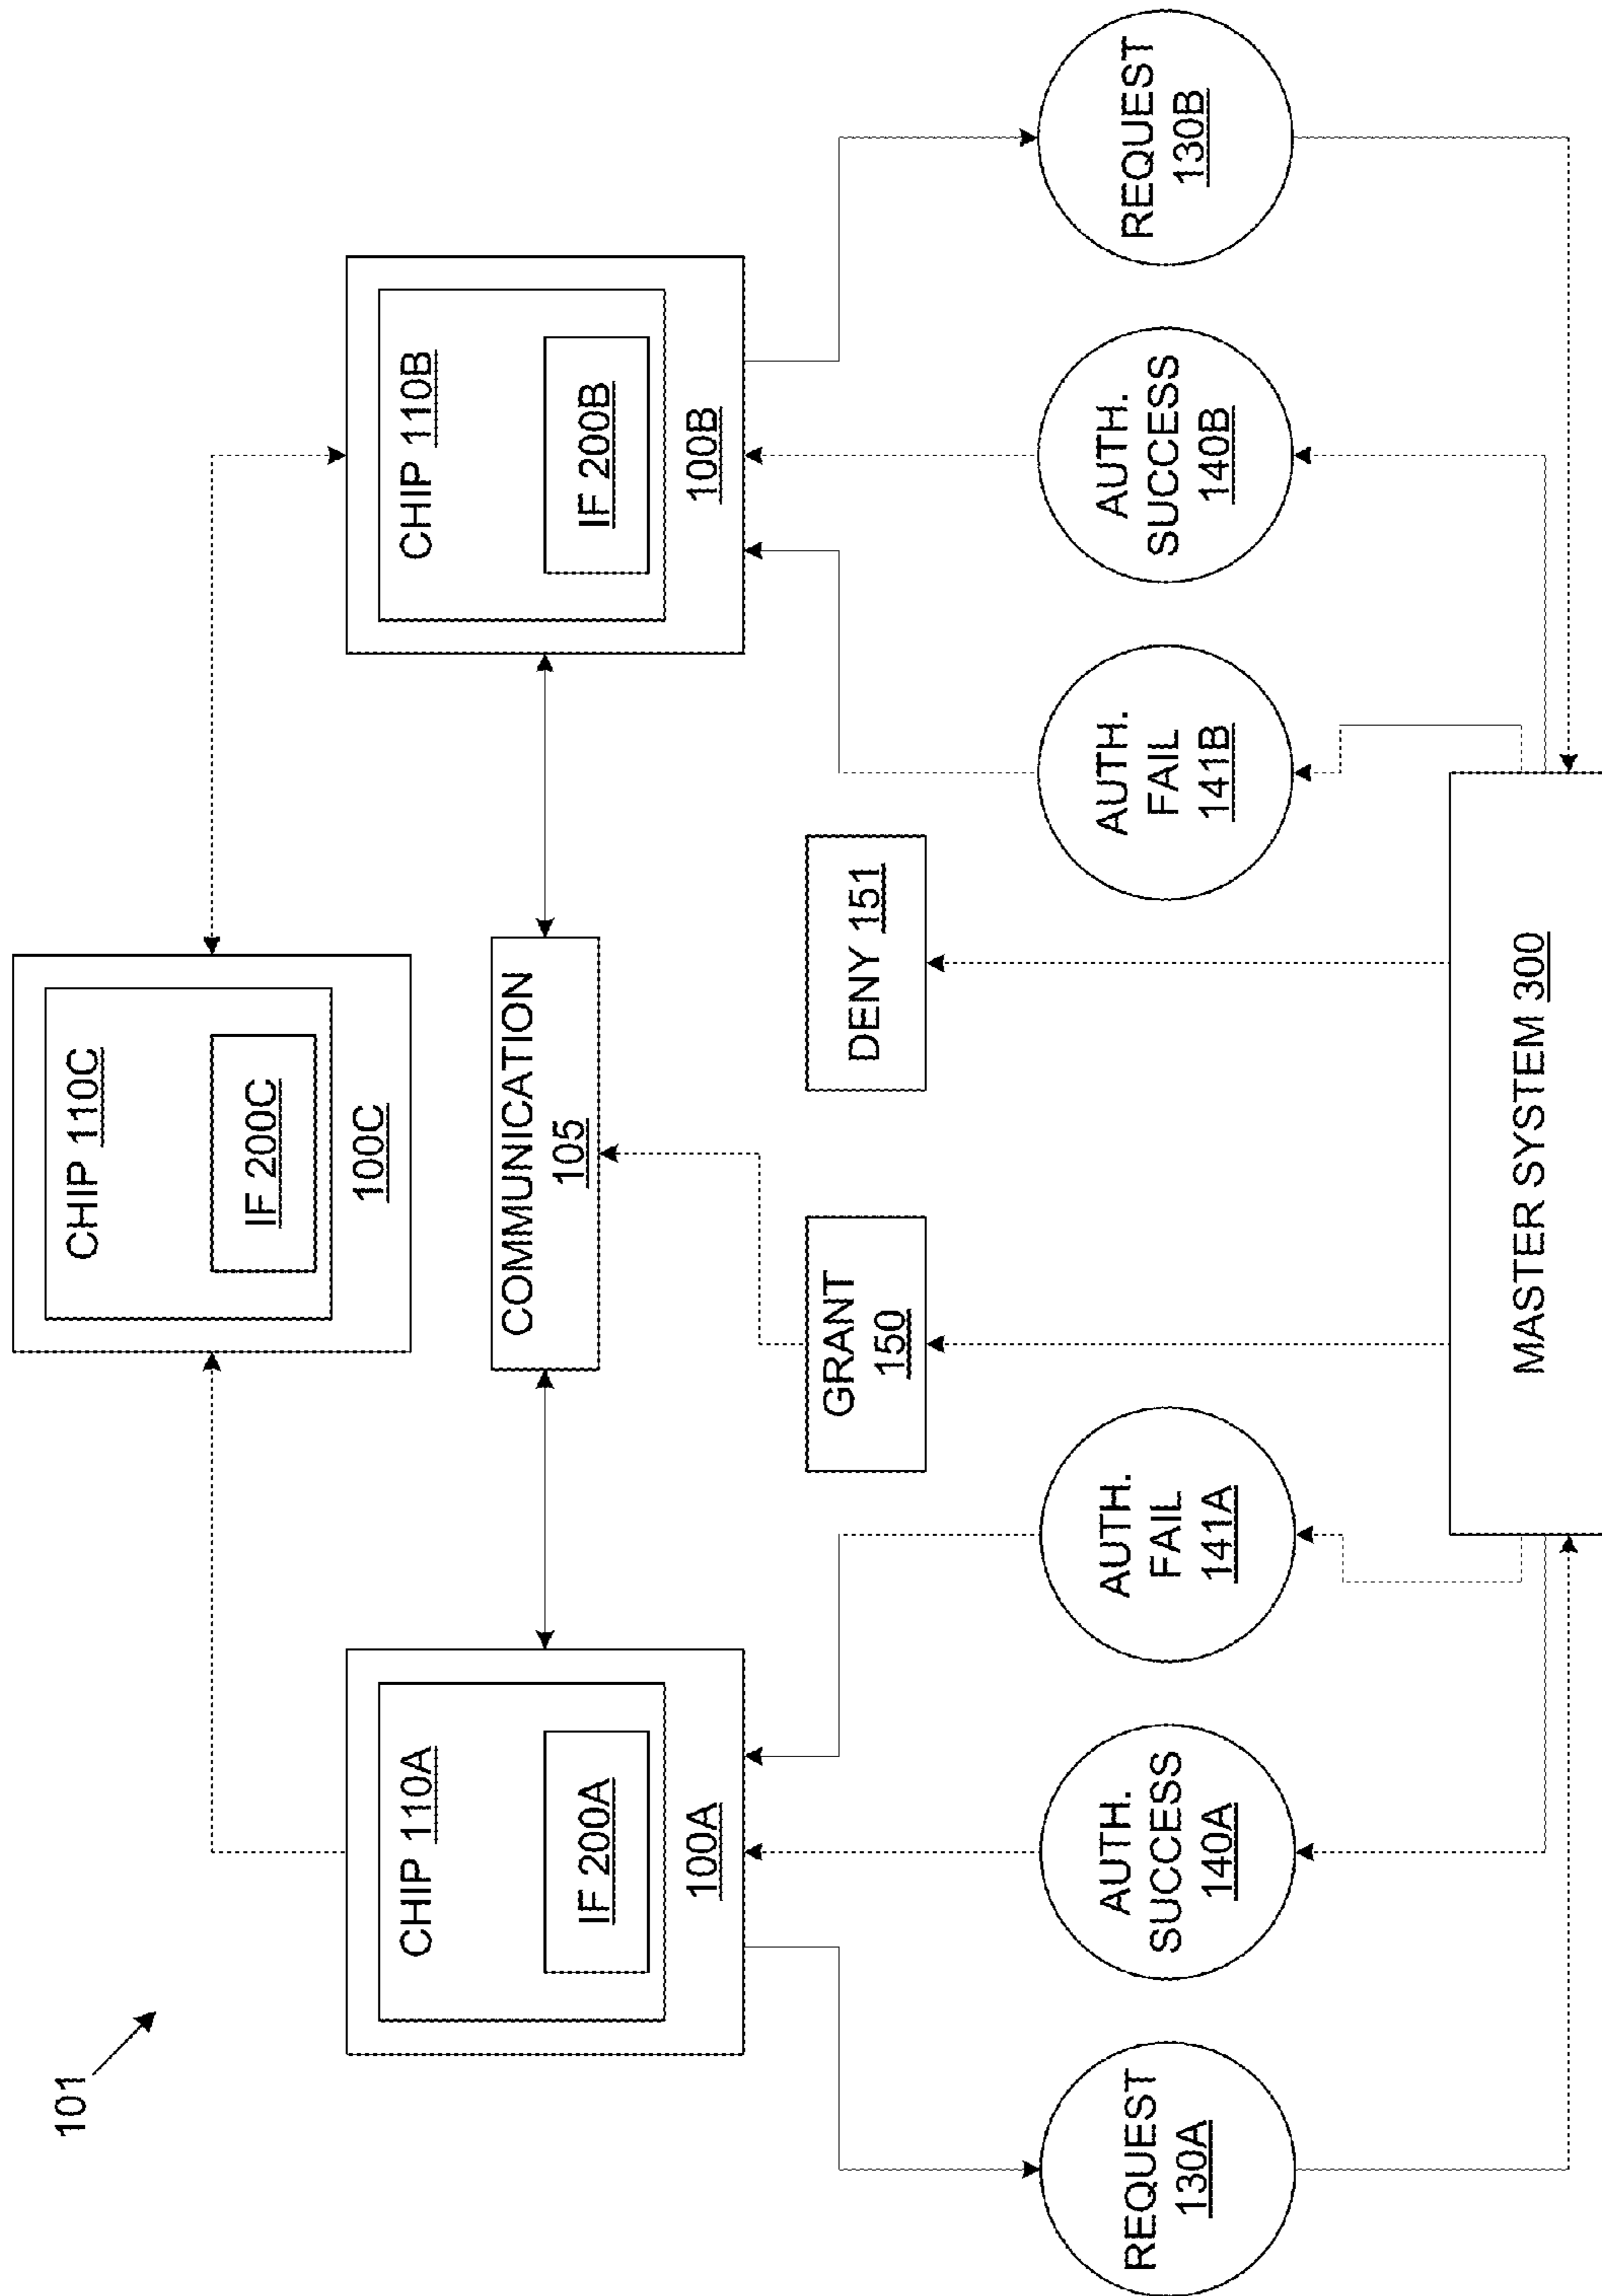 101
CHIP 110C
IF 200C
100C
CHIP 110A
IF 200A
100A
COMMUNICATION
105
CHIP 110B
IF 200B
100B
GRANT
150
DENY 151
REQUEST
130A
AUTH.
SUCCESS
140A
AUTH.
FAIL
141A
AUTH.
FAIL
141B
AUTH.
SUCCESS
140B
REQUEST
130B
MASTER SYSTEM 300